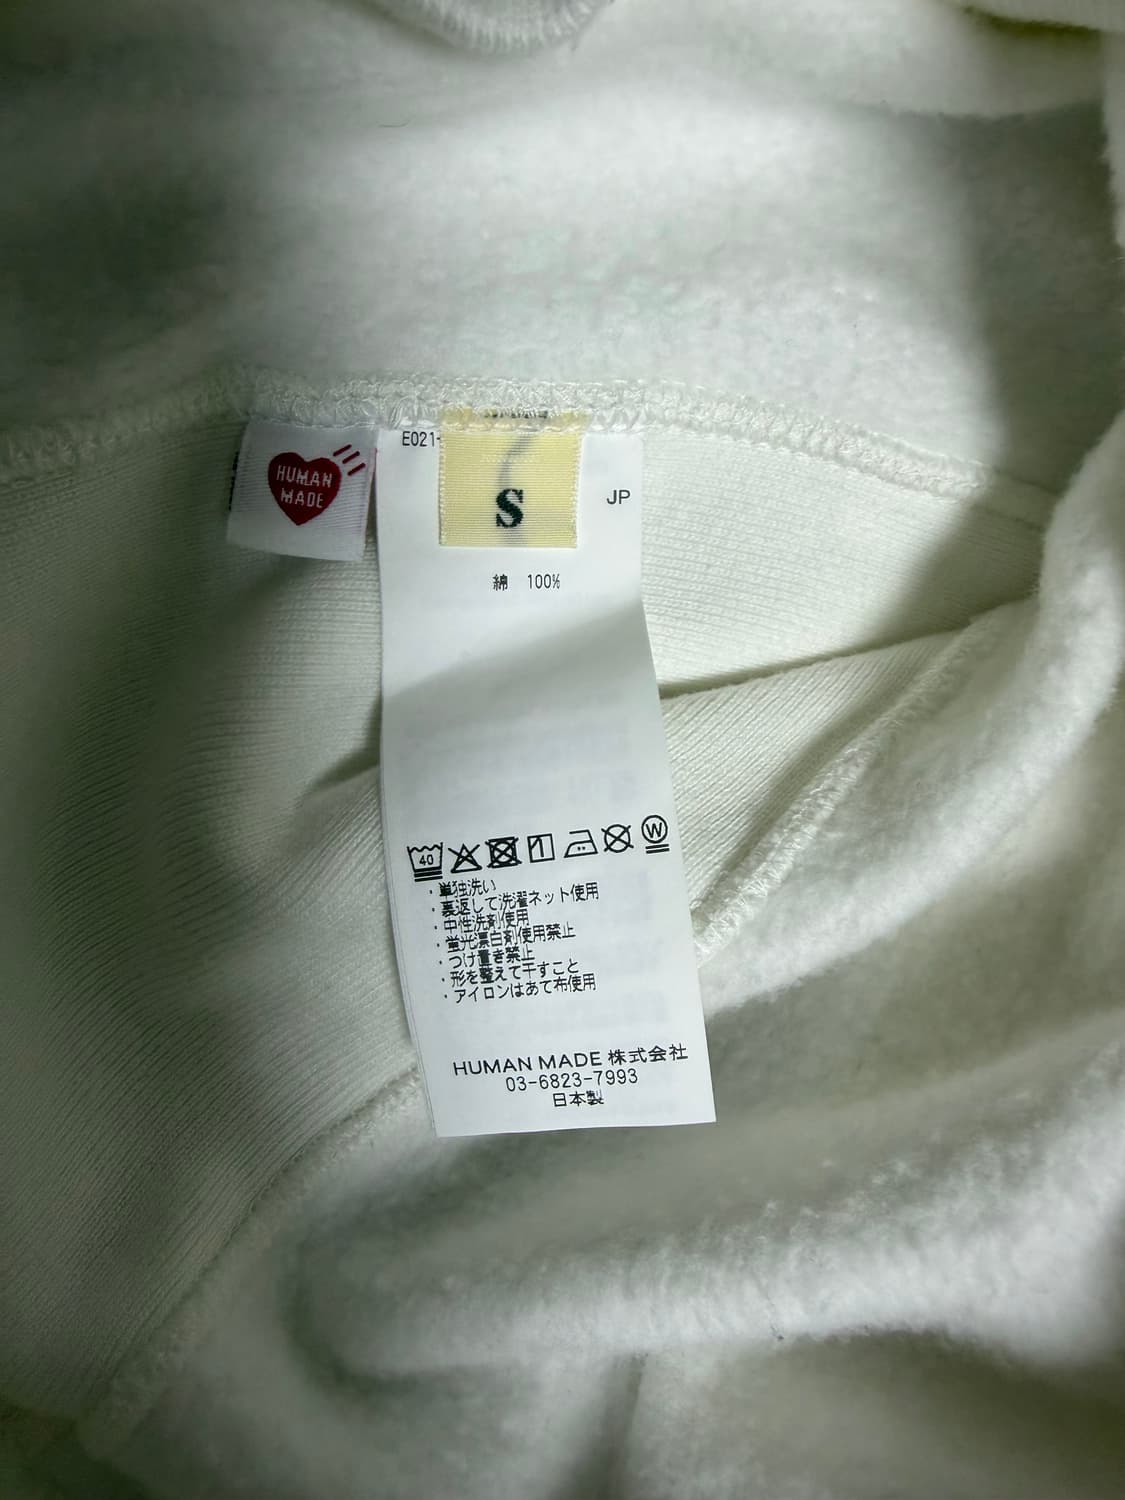 HUMAN
MADE
E021-
S
JP
綿 100%
40
W
・単独洗い
・裏返して洗濯ネット使用
・中性洗剤使用
・蛍光漂白剤使用禁止
・つけ置き禁止
・形を整えて干すこと
・アイロンはあて布使用
HUMAN MADE 株式会社
03-6823-7993
日本製